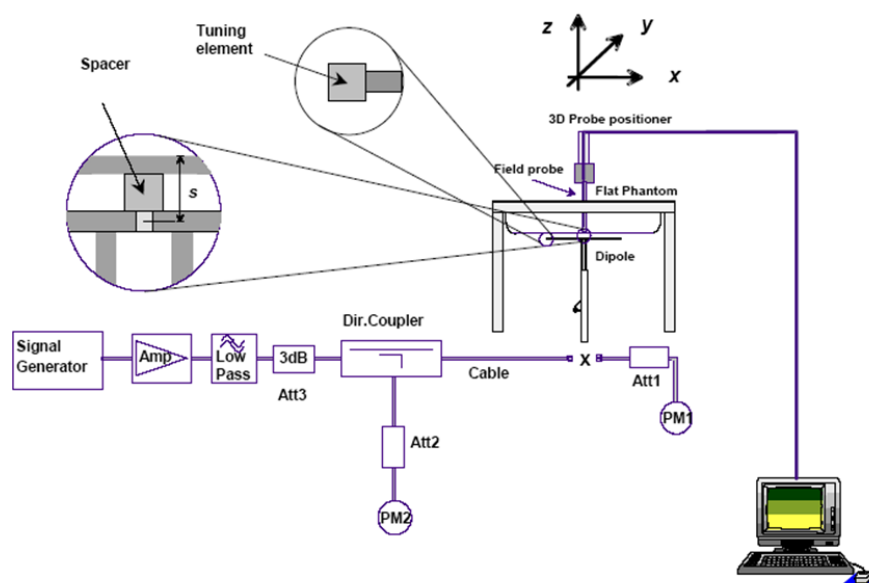 Tuning
element
Spacer
s
z
y
x
3D Probe positioner
Field probe
Flat Phantom
Dipole
Dir.Coupler
Signal
Generator
Amp
Low
Pass
3dB
Att3
Cable
X
Att1
PM1
Att2
PM2